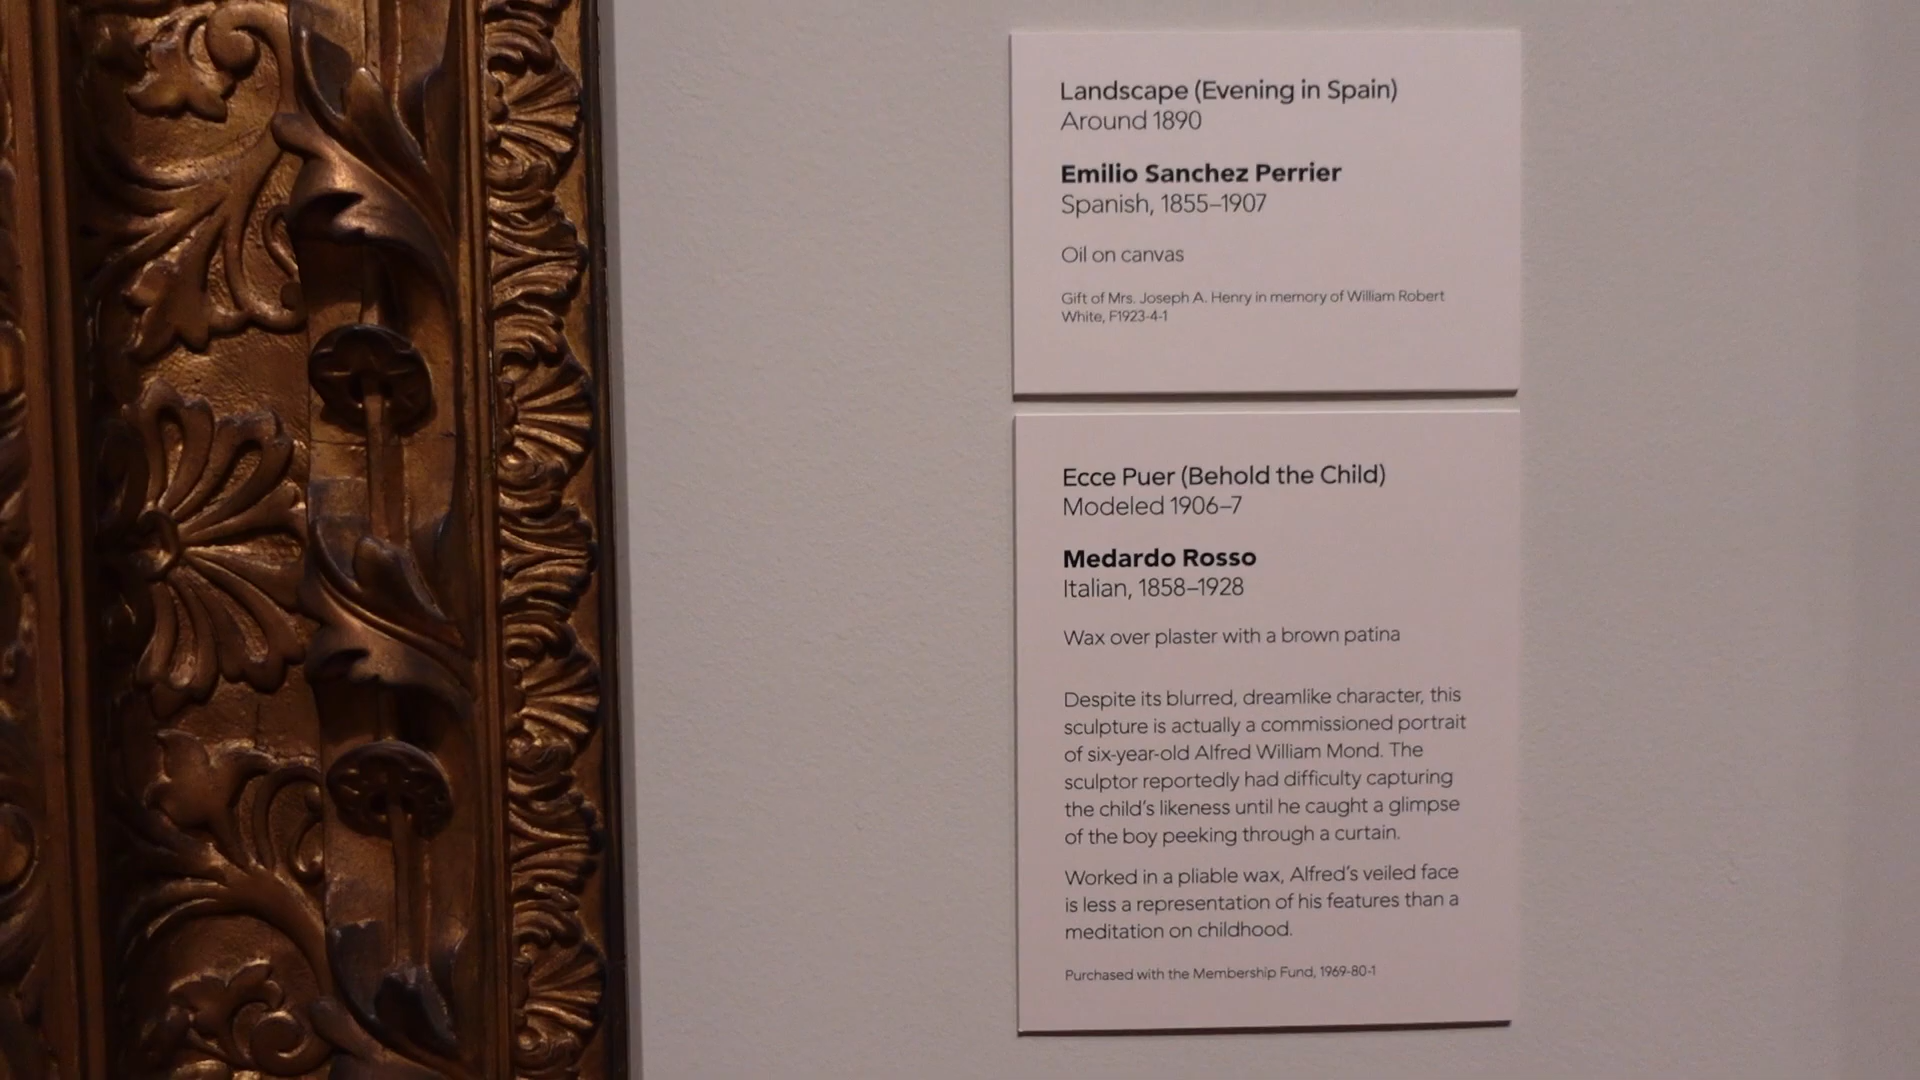 Landscape (Evening in Spain)
Around 1890
Emilio Sanchez Perrier
Spanish, 1855–1907
Oil on canvas
Gift of Mrs. Joseph A. Henry in memory of William Robert
White, F1923-4-1
Ecce Puer (Behold the Child)
Modeled 1906–7
Medardo Rosso
Italian, 1858–1928
Wax over plaster with a brown patina
Despite its blurred, dreamlike character, this
sculpture is actually a commissioned portrait
of six-year-old Alfred William Mond. The
sculptor reportedly had difficulty capturing
the child's likeness until he caught a glimpse
of the boy peeking through a curtain.
Worked in a pliable wax, Alfred's veiled face
is less a representation of his features than a
meditation on childhood.
Purchased with the Membership Fund, 1969-80-1